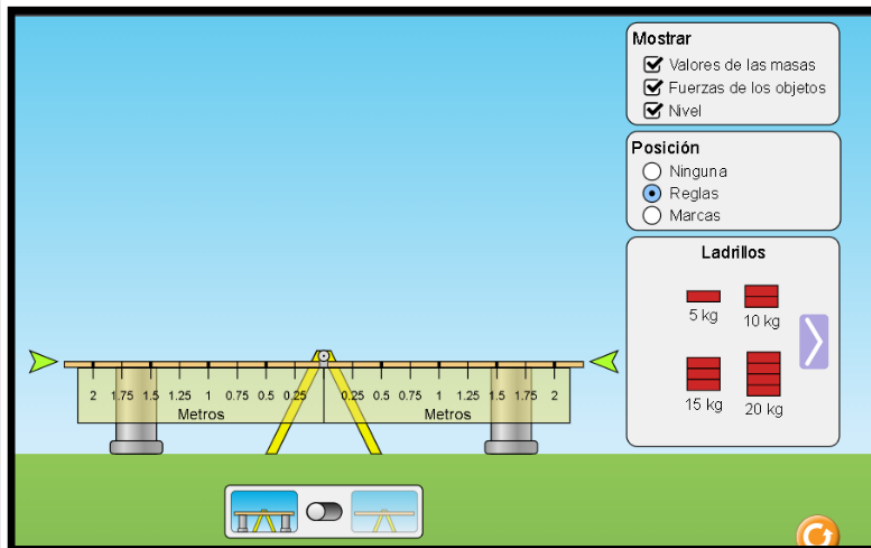 Mostrar
Valores de las masas
Fuerzas de los objetos
Nivel
Posición
Ninguna
Reglas
Marcas
Ladrillos
5 kg
10 kg
15 kg
20 kg
2 1.75 1.5 1.25 1 0.75 0.5 0.25 0.25 0.5 0.75 1 1.25 1.5 1.75 2
Metros Metros